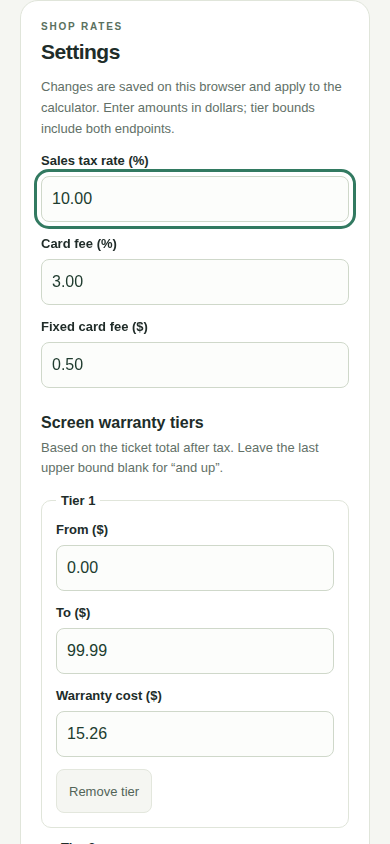 SHOP RATES
Settings
Changes are saved on this browser and apply to the
calculator. Enter amounts in dollars; tier bounds
include both endpoints.
Sales tax rate (%)
10.00
Card fee (%)
3.00
Fixed card fee ($)
0.50
Screen warranty tiers
Based on the ticket total after tax. Leave the last
upper bound blank for “and up”.
Tier 1
From ($)
0.00
To ($)
99.99
Warranty cost ($)
15.26
Remove tier